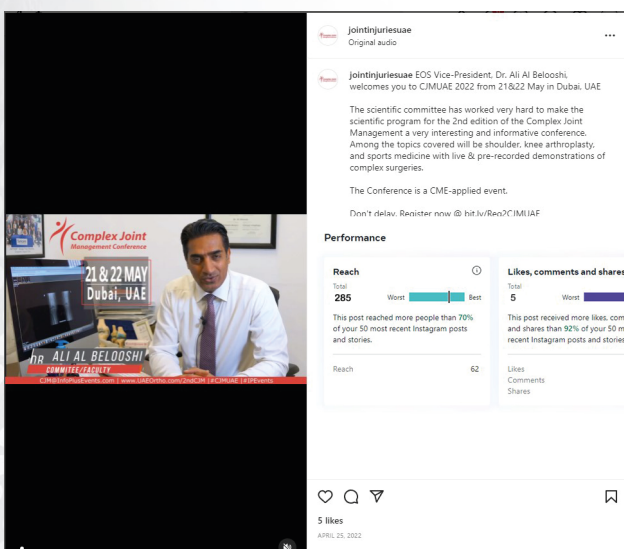 Complex Joint
Management Conference
21 & 22 MAY
Dubai, UAE
DR. ALI AL BELOOSHI
COMMITEE/FACULTY
CJM@InfoPlusEvents.com | www.UAEOrtho.com/2ndCJM | #CJMUAE | #IPEvents
jointinjuriesuae
Original audio
jointinjuriesuae EOS Vice-President, Dr. Ali Al Belooshi,
welcomes you to CJMUAE 2022 from 21&22 May in Dubai, UAE
The scientific committee has worked very hard to make the
scientific program for the 2nd edition of the Complex Joint
Management a very interesting and informative conference.
Among the topics covered will be shoulder, knee arthroplasty,
and sports medicine with live & pre-recorded demonstrations of
complex surgeries.
The Conference is a CME-applied event.
Don't delay. Register now @ bit.ly/Reg2CJMUAE
Performance
Reach
Total
285 Worst Best
This post reached more people than 70%
of your 50 most recent Instagram posts
and stories.
Reach 62
Likes, comments and shares
Total
5 Worst
This post received more likes, com
and shares than 92% of your 50 m
recent Instagram posts and stories
Likes
Comments
Shares
5 likes
APRIL 25, 2022